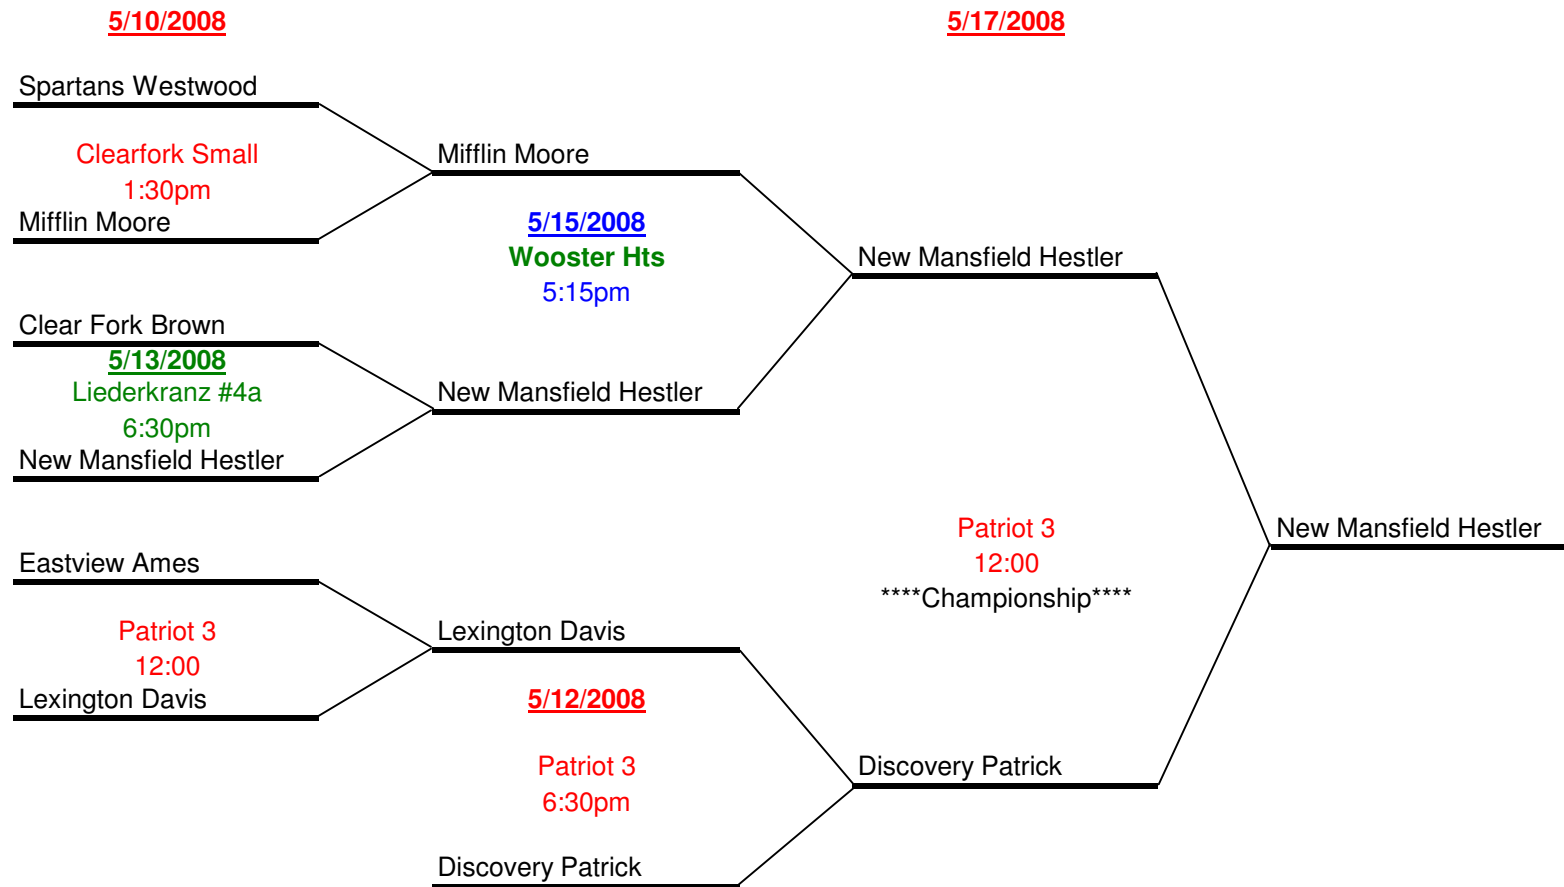 5/10/2008
5/17/2008
Spartans Westwood
Clearfork Small
1:30pm
Mifflin Moore
Mifflin Moore
5/15/2008
Wooster Hts
5:15pm
New Mansfield Hestler
Clear Fork Brown
5/13/2008
Liederkranz #4a
6:30pm
New Mansfield Hestler
New Mansfield Hestler
Patriot 3
12:00
****Championship****
New Mansfield Hestler
Eastview Ames
Patriot 3
12:00
Lexington Davis
Lexington Davis
5/12/2008
Patriot 3
6:30pm
Discovery Patrick
Discovery Patrick